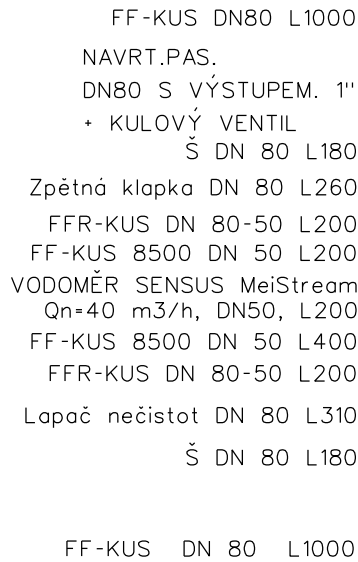 FF-KUS DN80 L1000
NAVRT.PAS.
DN80 S VÝSTUPEM. 1"
+ KULOVÝ VENTIL
Š DN 80 L180
Zpětná klapka DN 80 L260
FFR-KUS DN 80-50 L200
FF-KUS 8500 DN 50 L200
VODOMĚR SENSUS MeiStream
Qn=40 m3/h, DN50, L200
FF-KUS 8500 DN 50 L400
FFR-KUS DN 80-50 L200
Lapač nečistot DN 80 L310
Š DN 80 L180
FF-KUS DN 80 L1000